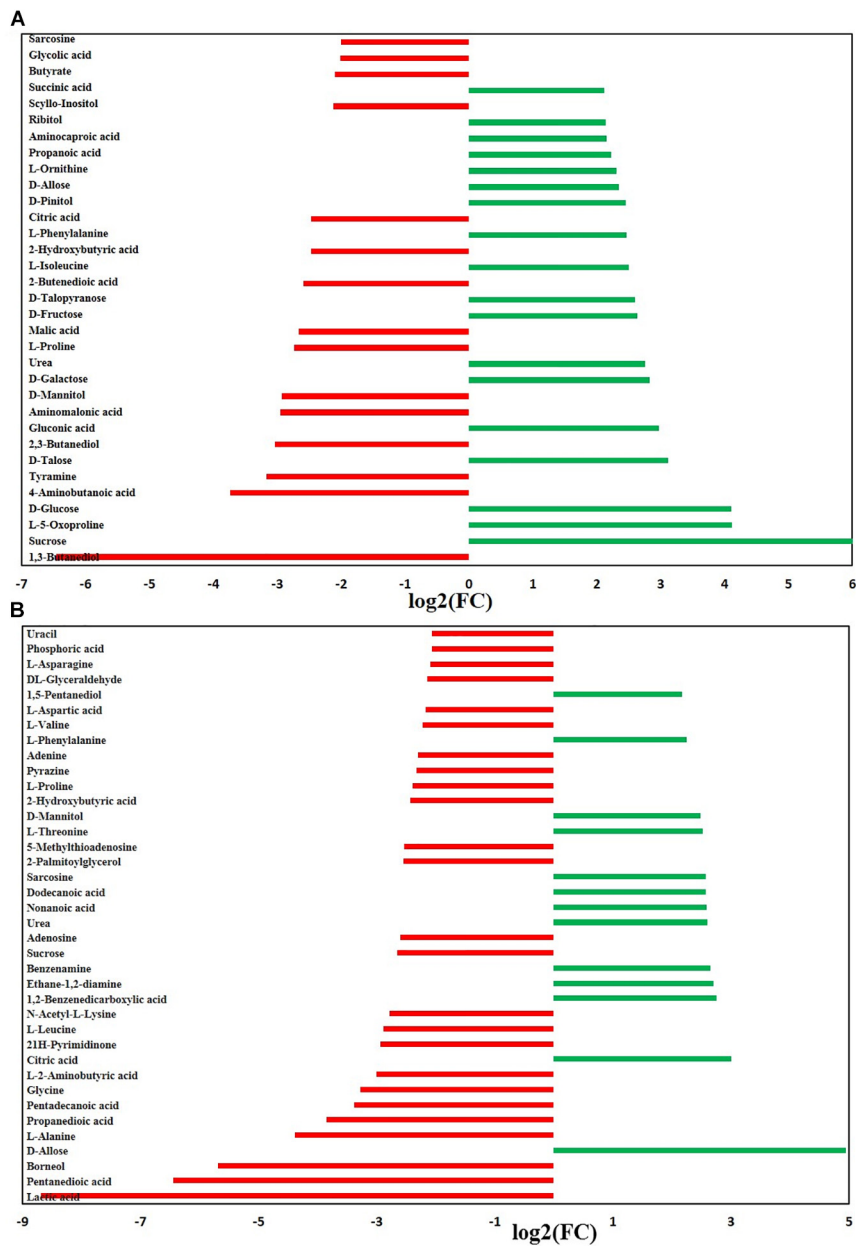 A
Sarcosine
Glycolic acid
Butyrate
Succinic acid
Scyllo-Inositol
Ribitol
Aminocaproic acid
Propanoic acid
L-Ornithine
D-Allose
D-Pinitol
Citric acid
L-Phenylalanine
2-Hydroxybutyric acid
L-Isoleucine
2-Butenedioic acid
D-Talopyranose
D-Fructose
Malic acid
L-Proline
Urea
D-Galactose
D-Mannitol
Aminomalonic acid
Gluconic acid
2,3-Butanediol
D-Talose
Tyramine
4-Aminobutanoic acid
D-Glucose
L-5-Oxoproline
Sucrose
1,3-Butanediol
-7 -6 -5 -4 -3 -2 -1 0 1 2 3 4 5 6
log2(FC)
B
Uracil
Phosphoric acid
L-Asparagine
DL-Glyceraldehyde
1,5-Pentanediol
L-Aspartic acid
L-Valine
L-Phenylalanine
Adenine
Pyrazine
L-Proline
2-Hydroxybutyric acid
D-Mannitol
L-Threonine
5-Methylthioadenosine
2-Palmitoylglycerol
Sarcosine
Dodecanoic acid
Nonanoic acid
Urea
Adenosine
Sucrose
Benzenamine
Ethane-1,2-diamine
1,2-Benzenedicarboxylic acid
N-Acetyl-L-Lysine
L-Leucine
21H-Pyrimidinone
Citric acid
L-2-Aminobutyric acid
Glycine
Pentadecanoic acid
Propanedioic acid
L-Alanine
D-Allose
Borneol
Pentanedioic acid
Lactic acid
-9 -7 -5 -3 -1 1 3 5
log2(FC)